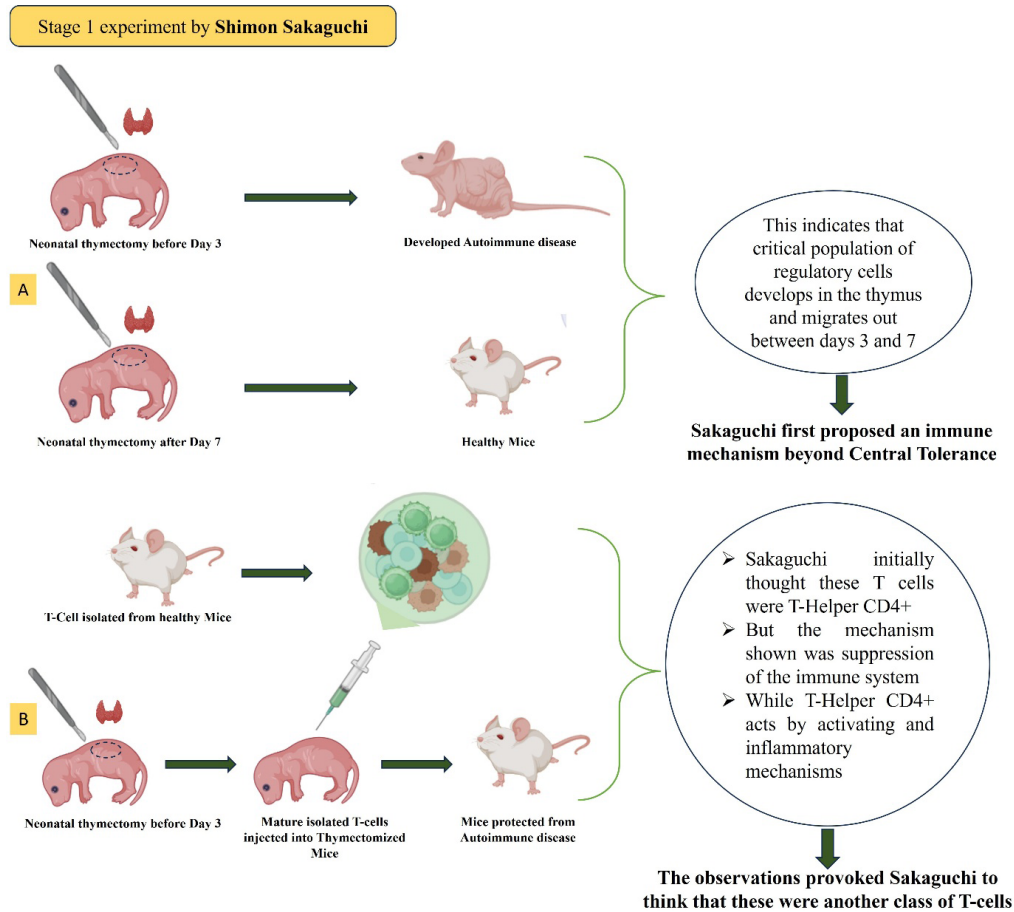 Stage 1 experiment by Shimon Sakaguchi
Neonatal thymectomy before Day 3
Developed Autoimmune disease
A
Neonatal thymectomy after Day 7
Healthy Mice
This indicates that
critical population of
regulatory cells
develops in the thymus
and migrates out
between days 3 and 7
Sakaguchi first proposed an immune
mechanism beyond Central Tolerance
T-Cell isolated from healthy Mice
B
Neonatal thymectomy before Day 3
Mature isolated T-cells
injected into Thymectomized
Mice
Mice protected from
Autoimmune disease
➢ Sakaguchi initially
thought these T cells
were T-Helper CD4+
➢ But the mechanism
shown was suppression
of the immune system
➢ While T-Helper CD4+
acts by activating and
inflammatory
mechanisms
The observations provoked Sakaguchi to
think that these were another class of T-cells